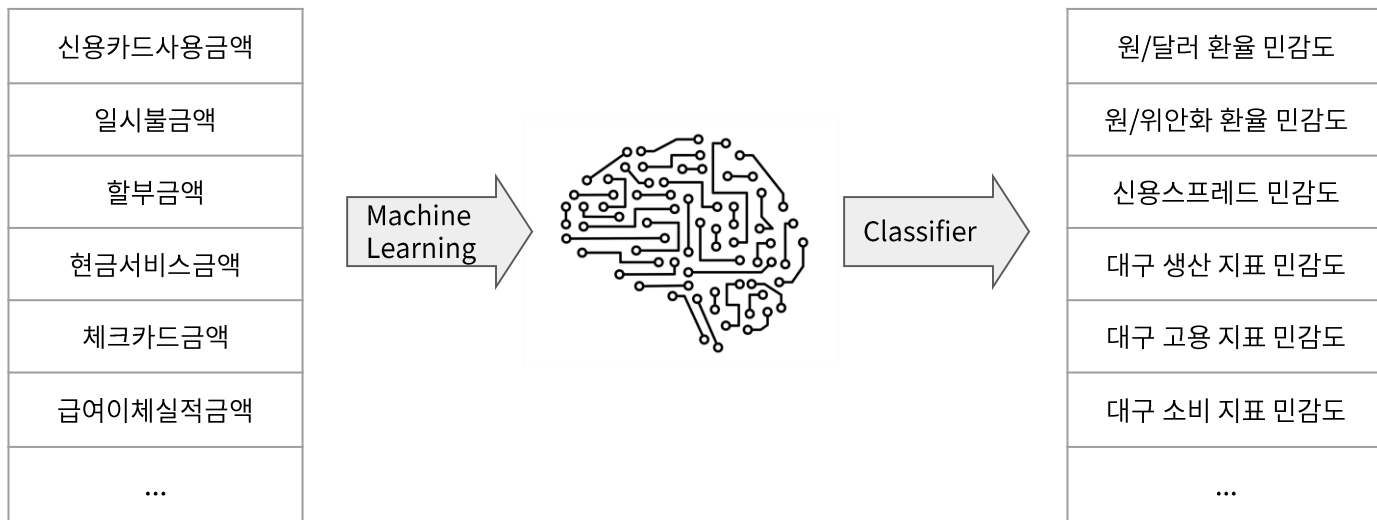 신용카드사용금액
일시불금액
할부금액
현금서비스금액
체크카드금액
급여이체실적금액
...
Machine
Learning
Classifier
원/달러 환율 민감도
원/위안화 환율 민감도
신용스프레드 민감도
대구 생산 지표 민감도
대구 고용 지표 민감도
대구 소비 지표 민감도
...